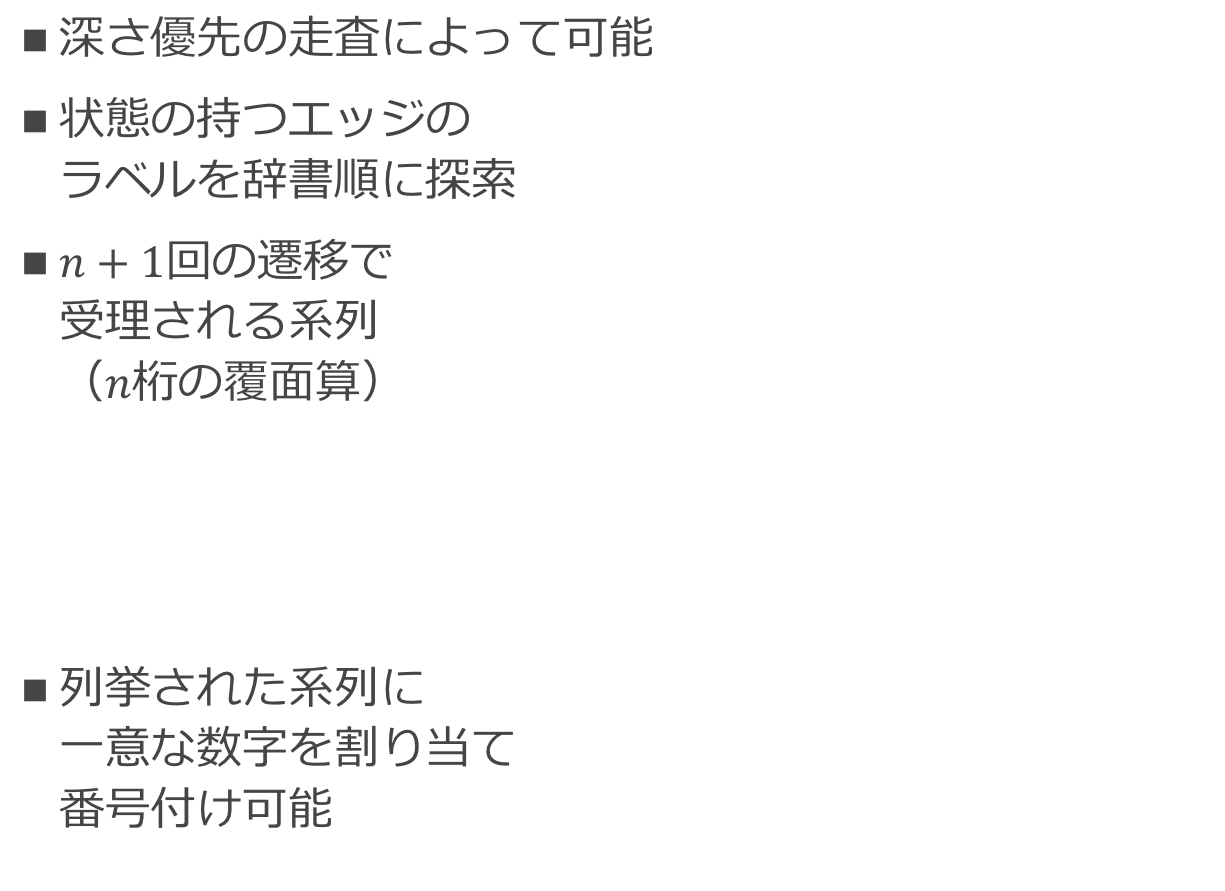 ■ 深さ優先の走査によって可能
■ 状態の持つエッジの
ラベルを辞書順に探索
■ n + 1回の遷移で
受理される系列
（n桁の覆面算）
■ 列挙された系列に
一意な数字を割り当て
番号付け可能